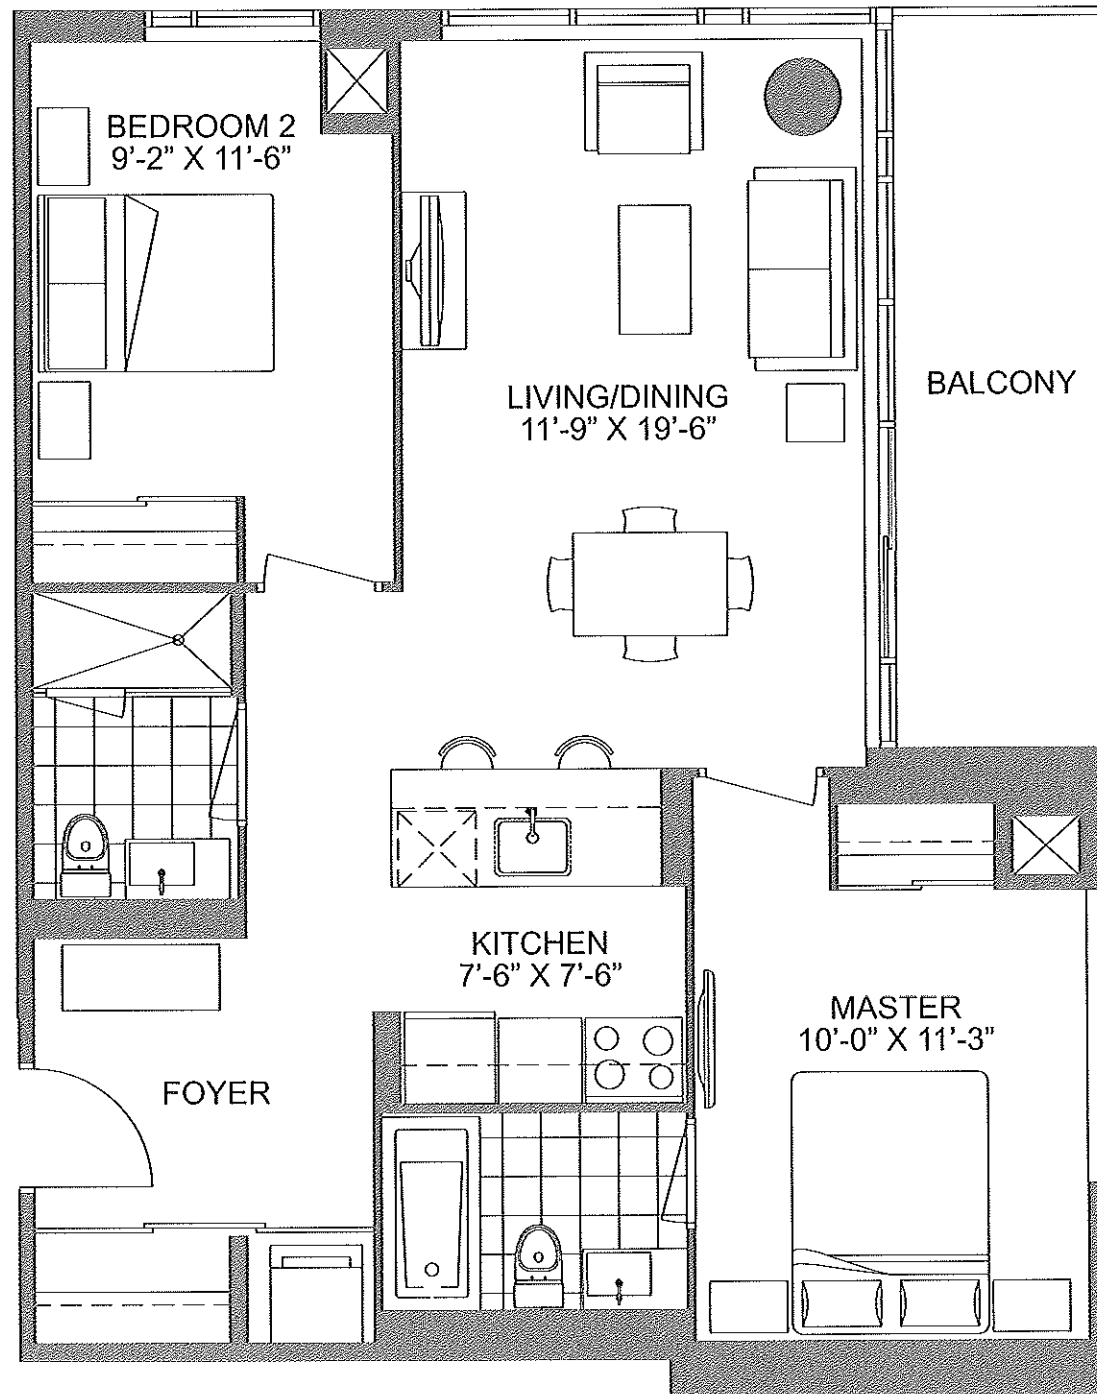 BEDROOM 2
9'-2" X 11'-6"
LIVING/DINING
11'-9" X 19'-6"
BALCONY
KITCHEN
7'-6" X 7'-6"
MASTER
10'-0" X 11'-3"
FOYER